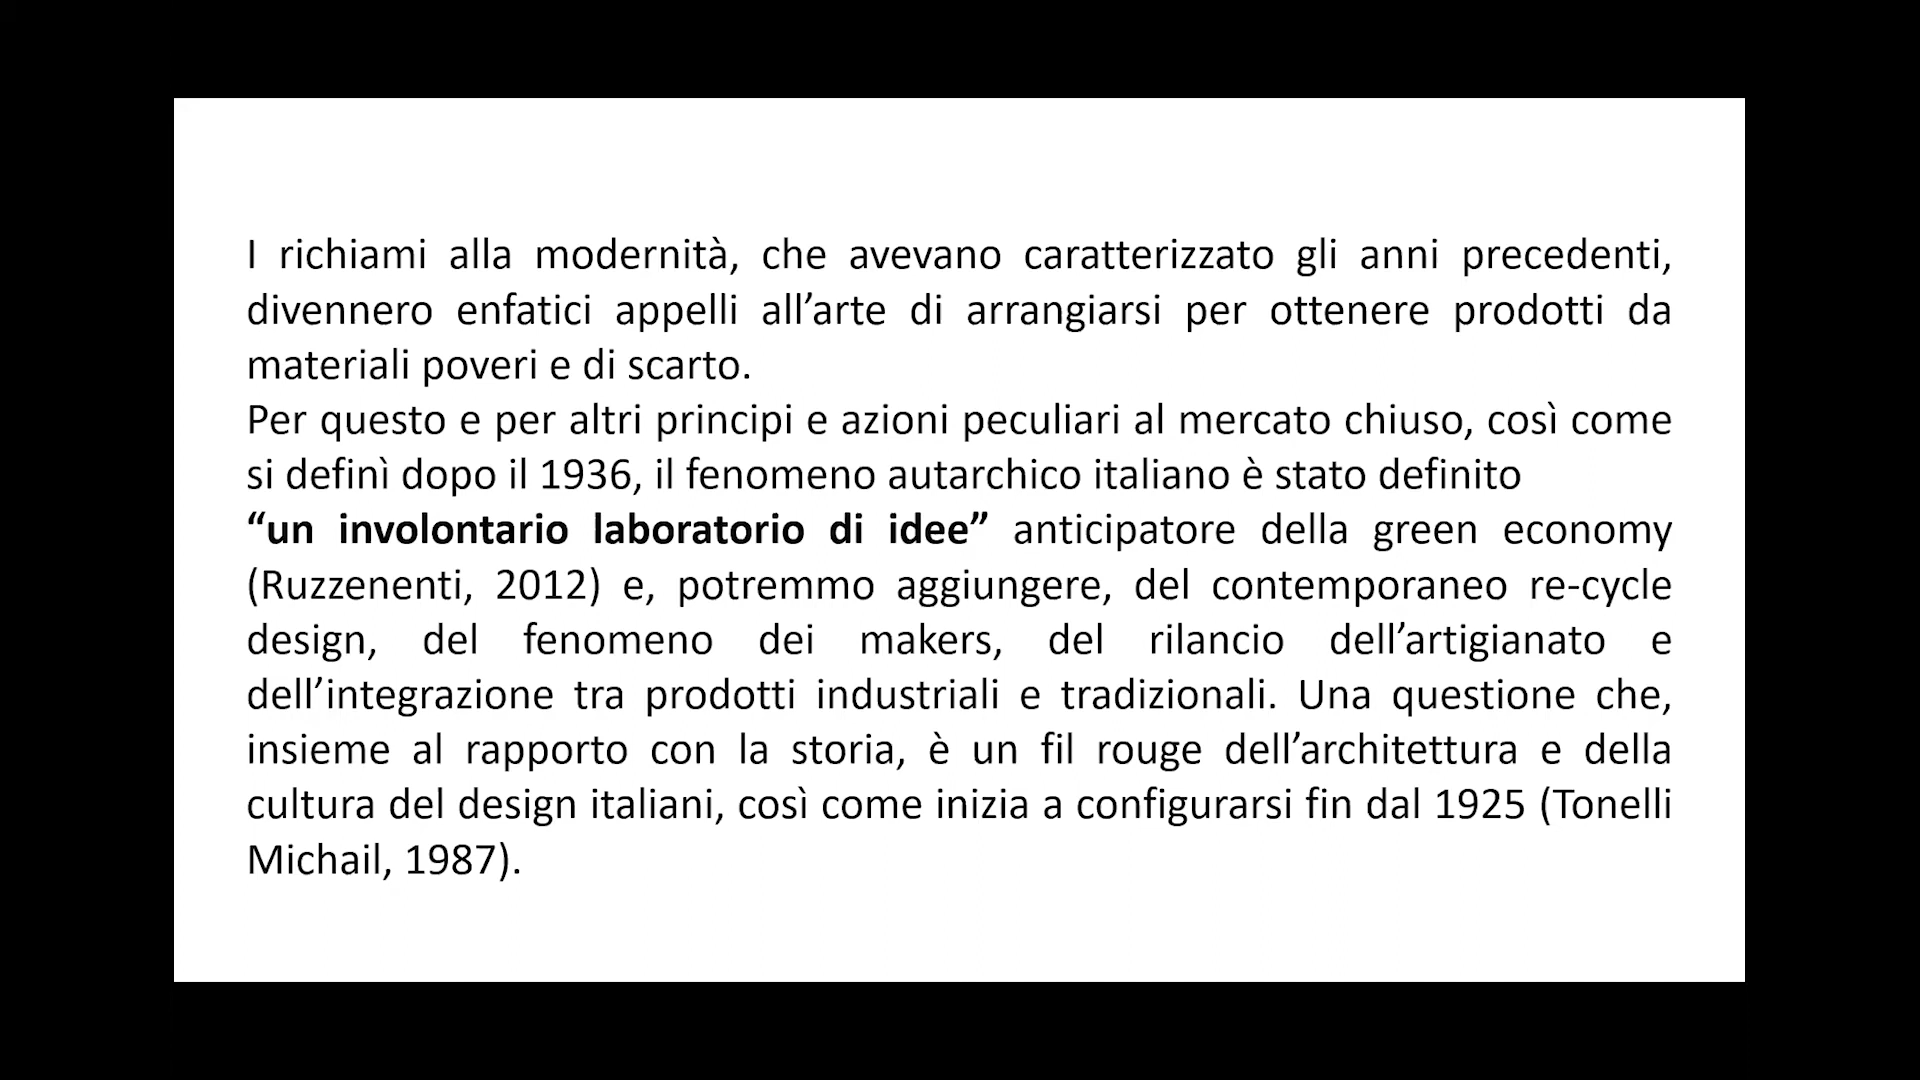 I richiami alla modernità, che avevano caratterizzato gli anni precedenti,
divennero enfatici appelli all’arte di arrangiarsi per ottenere prodotti da
materiali poveri e di scarto.
Per questo e per altri principi e azioni peculiari al mercato chiuso, così come
si definì dopo il 1936, il fenomeno autarchico italiano è stato definito
“un involontario laboratorio di idee” anticipatore della green economy
(Ruzzenenti, 2012) e, potremmo aggiungere, del contemporaneo re-cycle
design, del fenomeno dei makers, del rilancio dell’artigianato e
dell’integrazione tra prodotti industriali e tradizionali. Una questione che,
insieme al rapporto con la storia, è un fil rouge dell’architettura e della
cultura del design italiani, così come inizia a configurarsi fin dal 1925 (Tonelli
Michail, 1987).